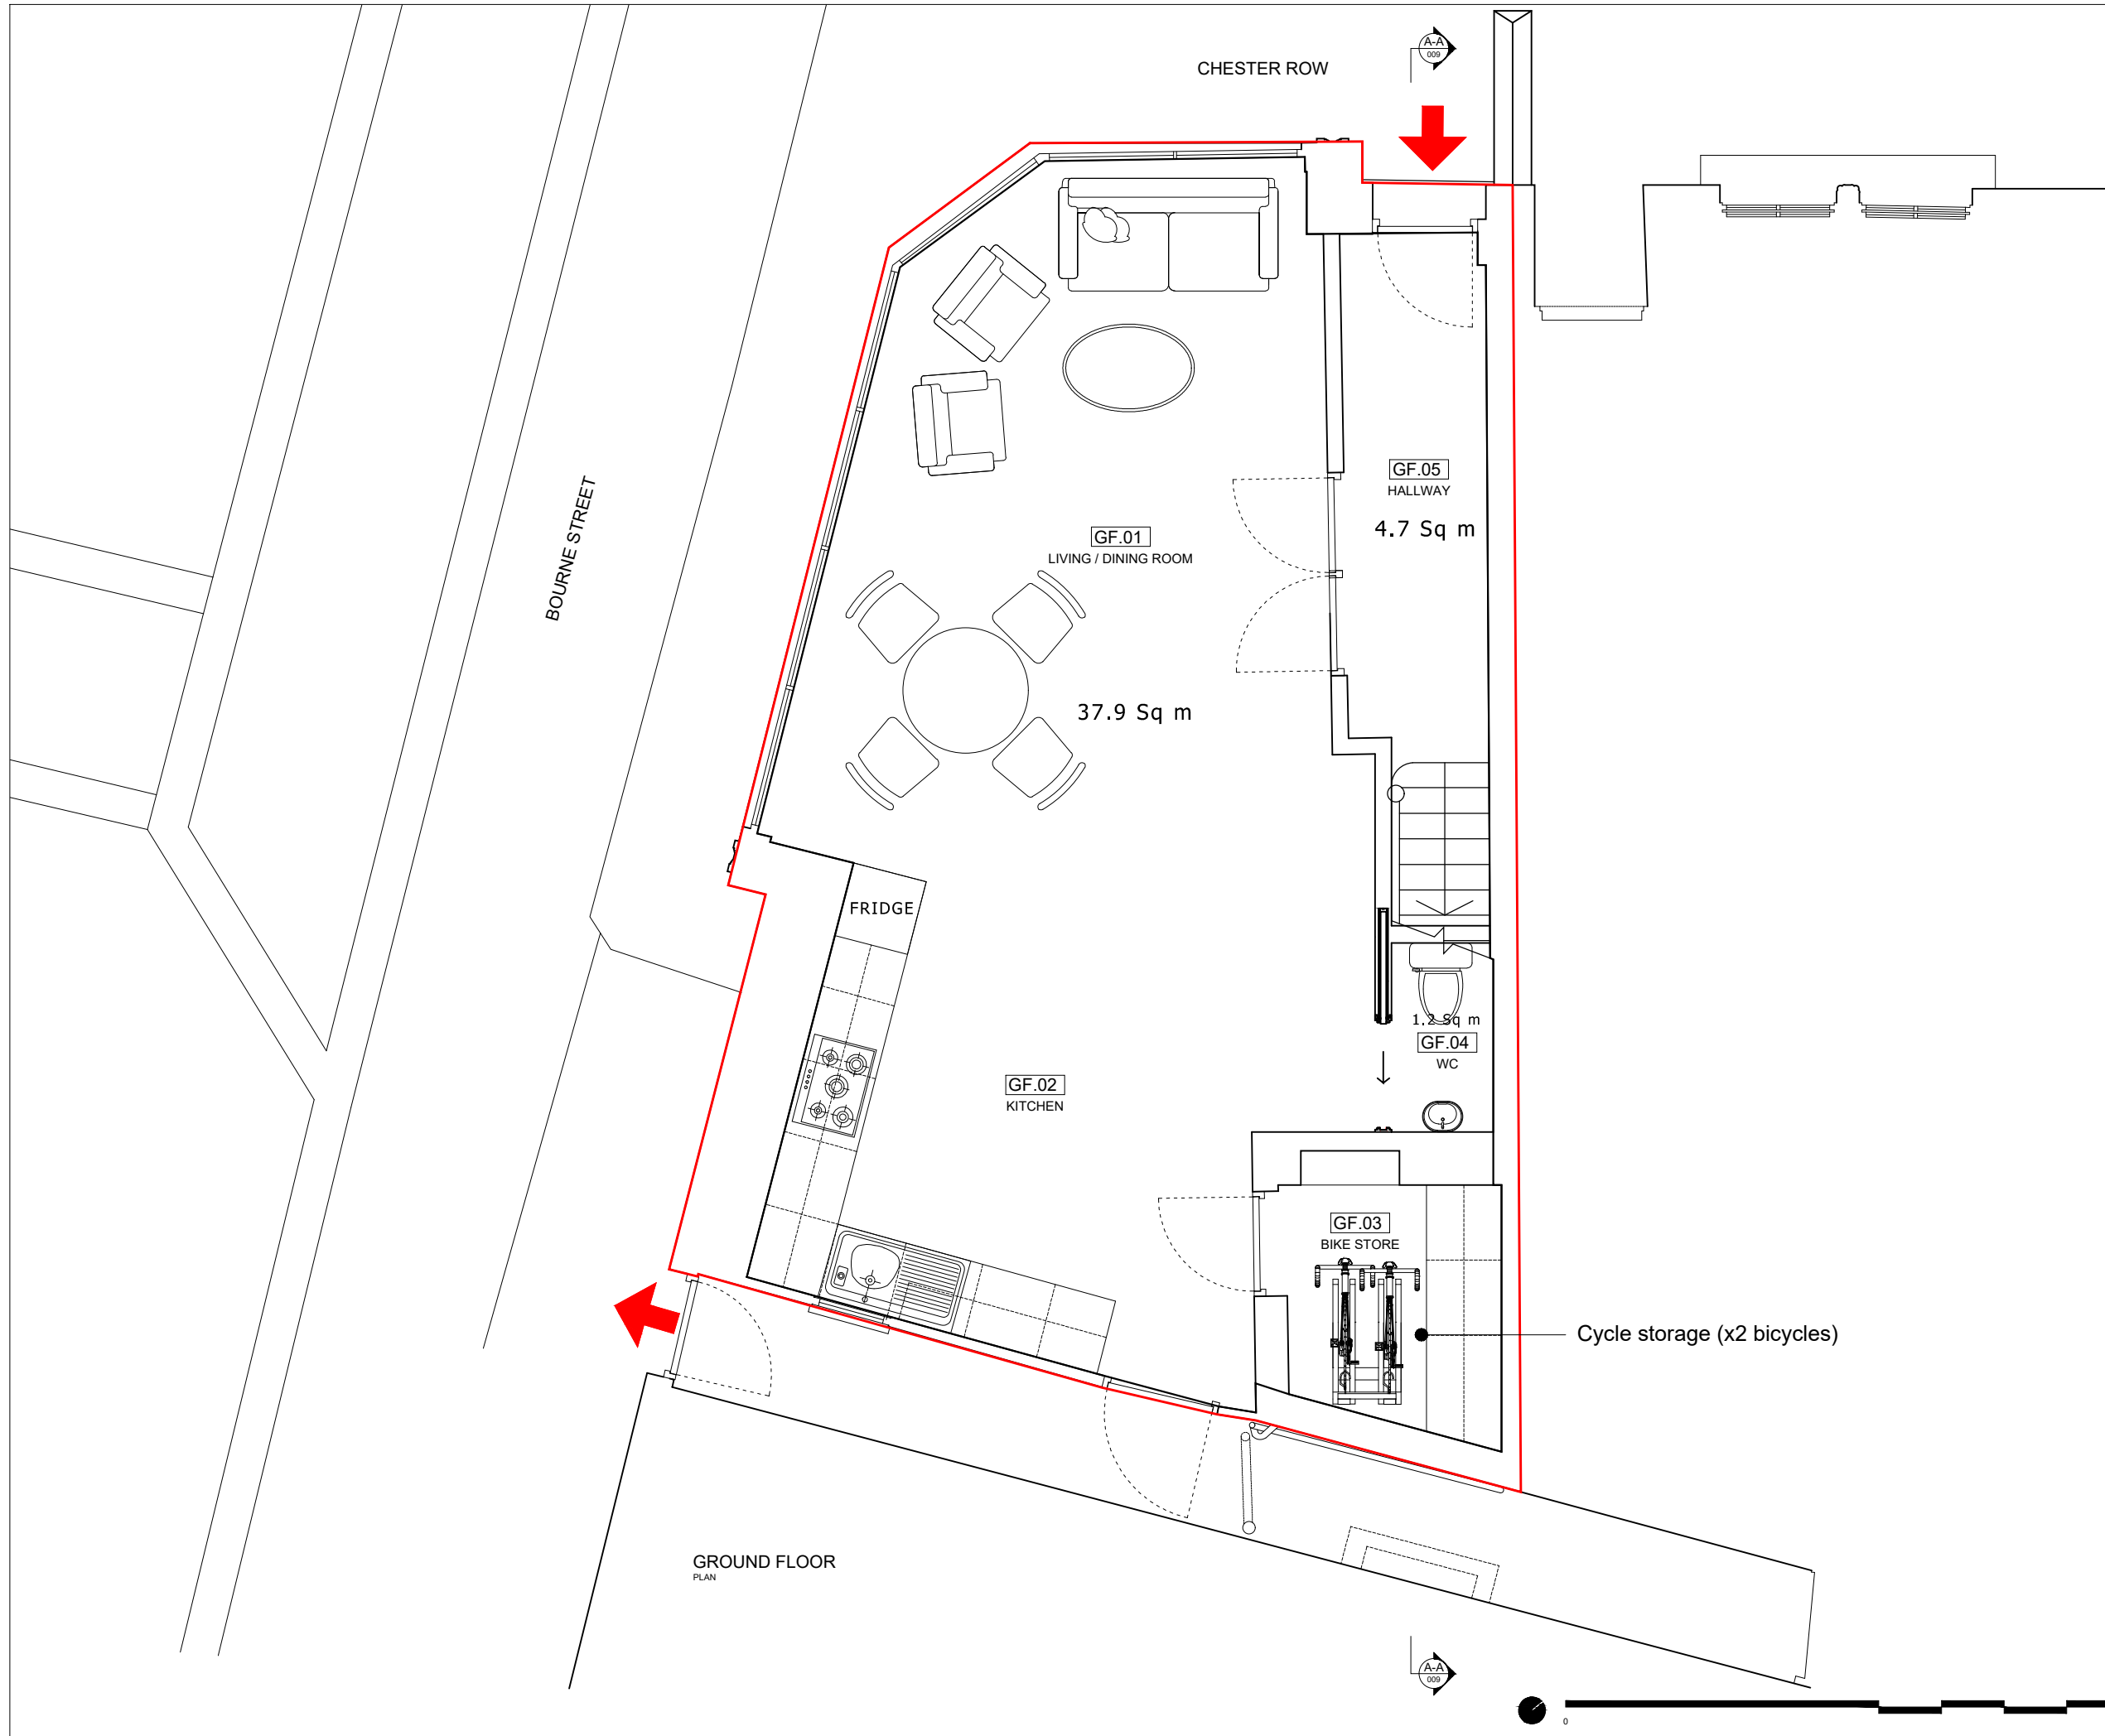 A-A
009
CHESTER ROW
BOURNE STREET
GF.05
HALLWAY
4.7 Sq m
GF.01
LIVING / DINING ROOM
37.9 Sq m
FRIDGE
1.2 Sq m
GF.04
WC
GF.02
KITCHEN
GF.03
BIKE STORE
Cycle storage (x2 bicycles)
GROUND FLOOR
PLAN
A-A
009
0